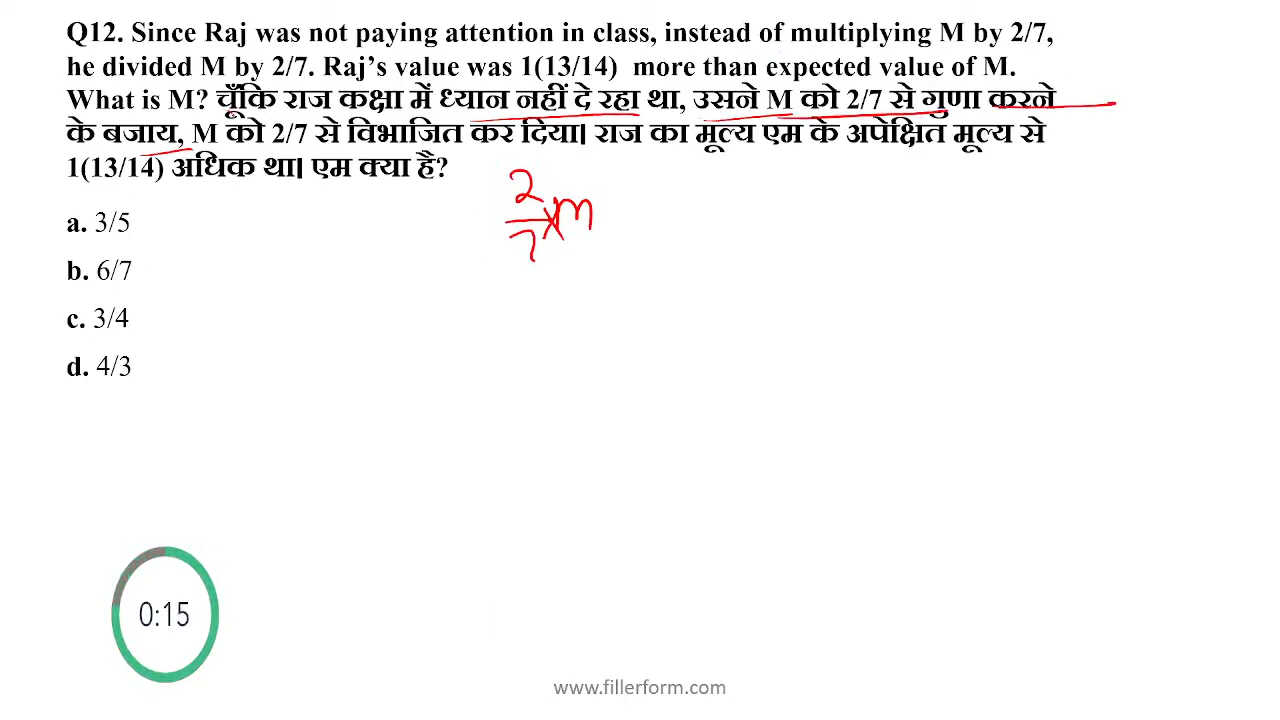 Q12. Since Raj was not paying attention in class, instead of multiplying M by 2/7,
he divided M by 2/7. Raj’s value was 1(13/14) more than expected value of M.
What is M? चूँकि राज कक्षा में ध्यान नहीं दे रहा था, उसने M को 2/7 से गुणा करने
के बजाय, M को 2/7 से विभाजित कर दिया। राज का मूल्य एम के अपेक्षित मूल्य से
1(13/14) अधिक था। एम क्या है?
2/7 × M
a. 3/5
b. 6/7
c. 3/4
d. 4/3
0:15
www.fillerform.com